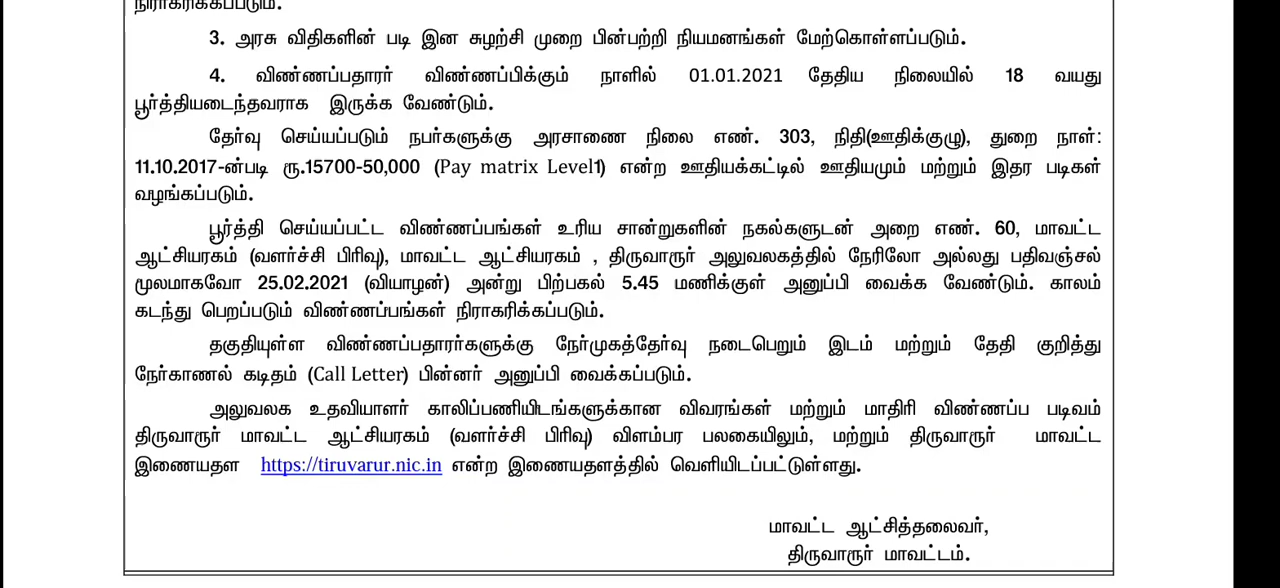 நிராகரிக்கப்படும்.
3. அரசு விதிகளின் படி இன சுழற்சி முறை பின்பற்றி நியமனங்கள் மேற்கொள்ளப்படும்.
4. விண்ணப்பதாரர் விண்ணப்பிக்கும் நாளில் 01.01.2021 தேதிய நிலையில் 18 வயது
பூர்த்தியடைந்தவராக இருக்க வேண்டும்.
தேர்வு செய்யப்படும் நபர்களுக்கு அரசாணை நிலை எண். 303, நிதி(ஊதிக்குழு), துறை நாள்:
11.10.2017-ன்படி ரூ.15700-50,000 (Pay matrix Level1) என்ற ஊதியக்கட்டில் ஊதியமும் மற்றும் இதர படிகள்
வழங்கப்படும்.
பூர்த்தி செய்யப்பட்ட விண்ணப்பங்கள் உரிய சான்றுகளின் நகல்களுடன் அறை எண். 60, மாவட்ட
ஆட்சியரகம் (வளர்ச்சி பிரிவு), மாவட்ட ஆட்சியரகம் , திருவாரூர் அலுவலகத்தில் நேரிலோ அல்லது பதிவஞ்சல்
மூலமாகவோ 25.02.2021 (வியாழன்) அன்று பிற்பகல் 5.45 மணிக்குள் அனுப்பி வைக்க வேண்டும். காலம்
கடந்து பெறப்படும் விண்ணப்பங்கள் நிராகரிக்கப்படும்.
தகுதியுள்ள விண்ணப்பதாரர்களுக்கு நேர்முகத்தேர்வு நடைபெறும் இடம் மற்றும் தேதி குறித்து
நேர்காணல் கடிதம் (Call Letter) பின்னர் அனுப்பி வைக்கப்படும்.
அலுவலக உதவியாளர் காலிப்பணியிடங்களுக்கான விவரங்கள் மற்றும் மாதிரி விண்ணப்ப படிவம்
திருவாரூர் மாவட்ட ஆட்சியரகம் (வளர்ச்சி பிரிவு) விளம்பர பலகையிலும், மற்றும் திருவாரூர் மாவட்ட
இணையதள https://tiruvarur.nic.in என்ற இணையதளத்தில் வெளியிடப்பட்டுள்ளது.
மாவட்ட ஆட்சித்தலைவர்,
திருவாரூர் மாவட்டம்.